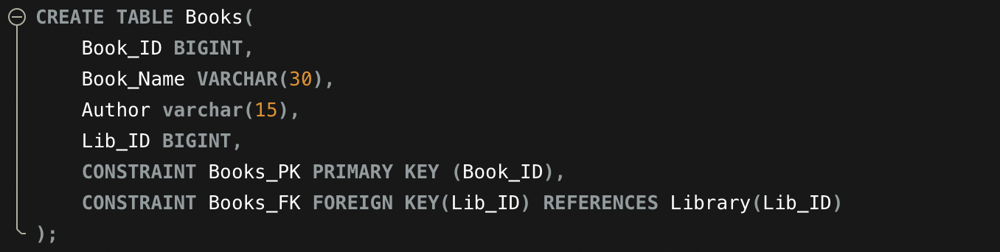 CREATE TABLE Books(
    Book_ID BIGINT,
    Book_Name VARCHAR(30),
    Author varchar(15),
    Lib_ID BIGINT,
    CONSTRAINT Books_PK PRIMARY KEY (Book_ID),
    CONSTRAINT Books_FK FOREIGN KEY(Lib_ID) REFERENCES Library(Lib_ID)
);